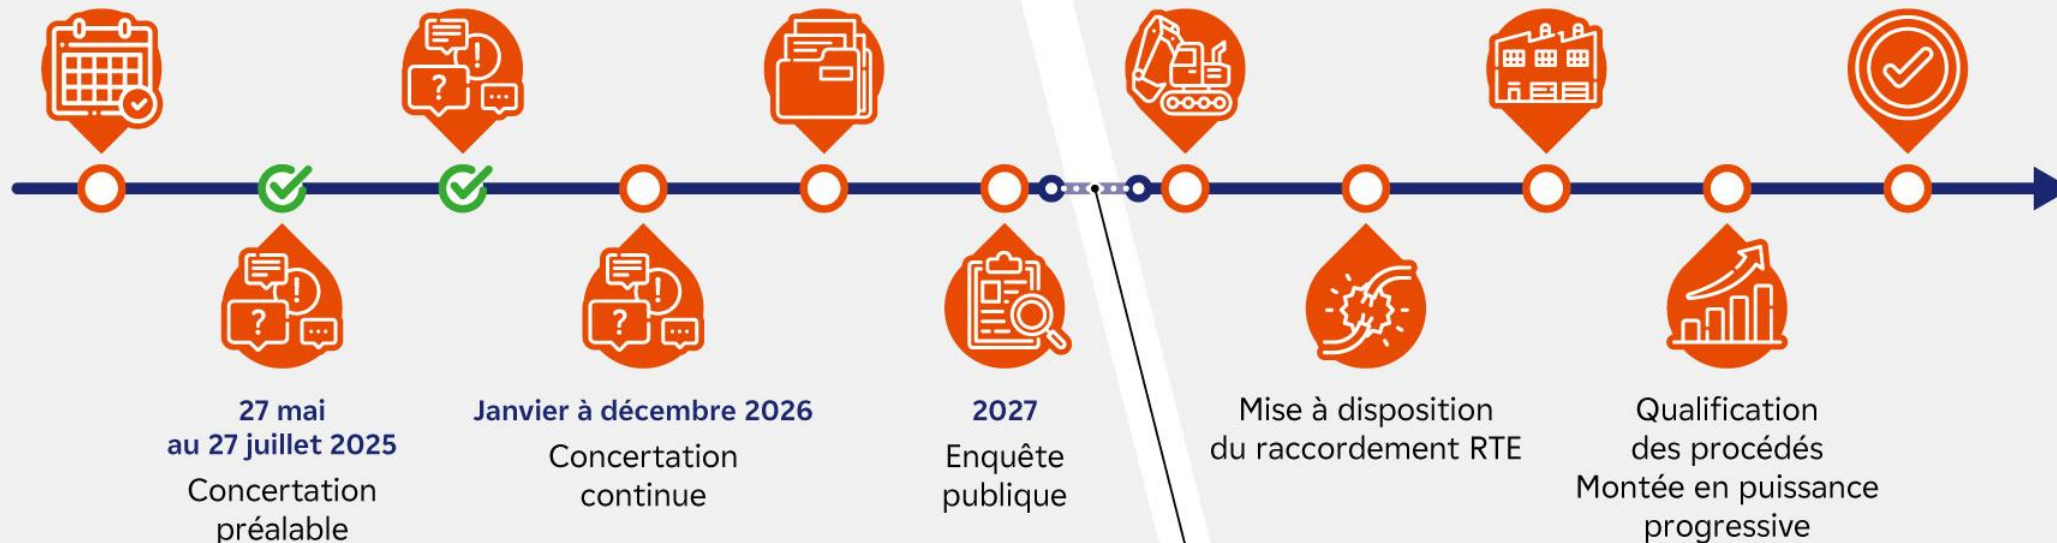 27 mai
au 27 juillet 2025
Concertation
préalable
Janvier à décembre 2026
Concertation
continue
2027
Enquête
publique
Mise à disposition
du raccordement RTE
Qualification
des procédés
Montée en puissance
progressive